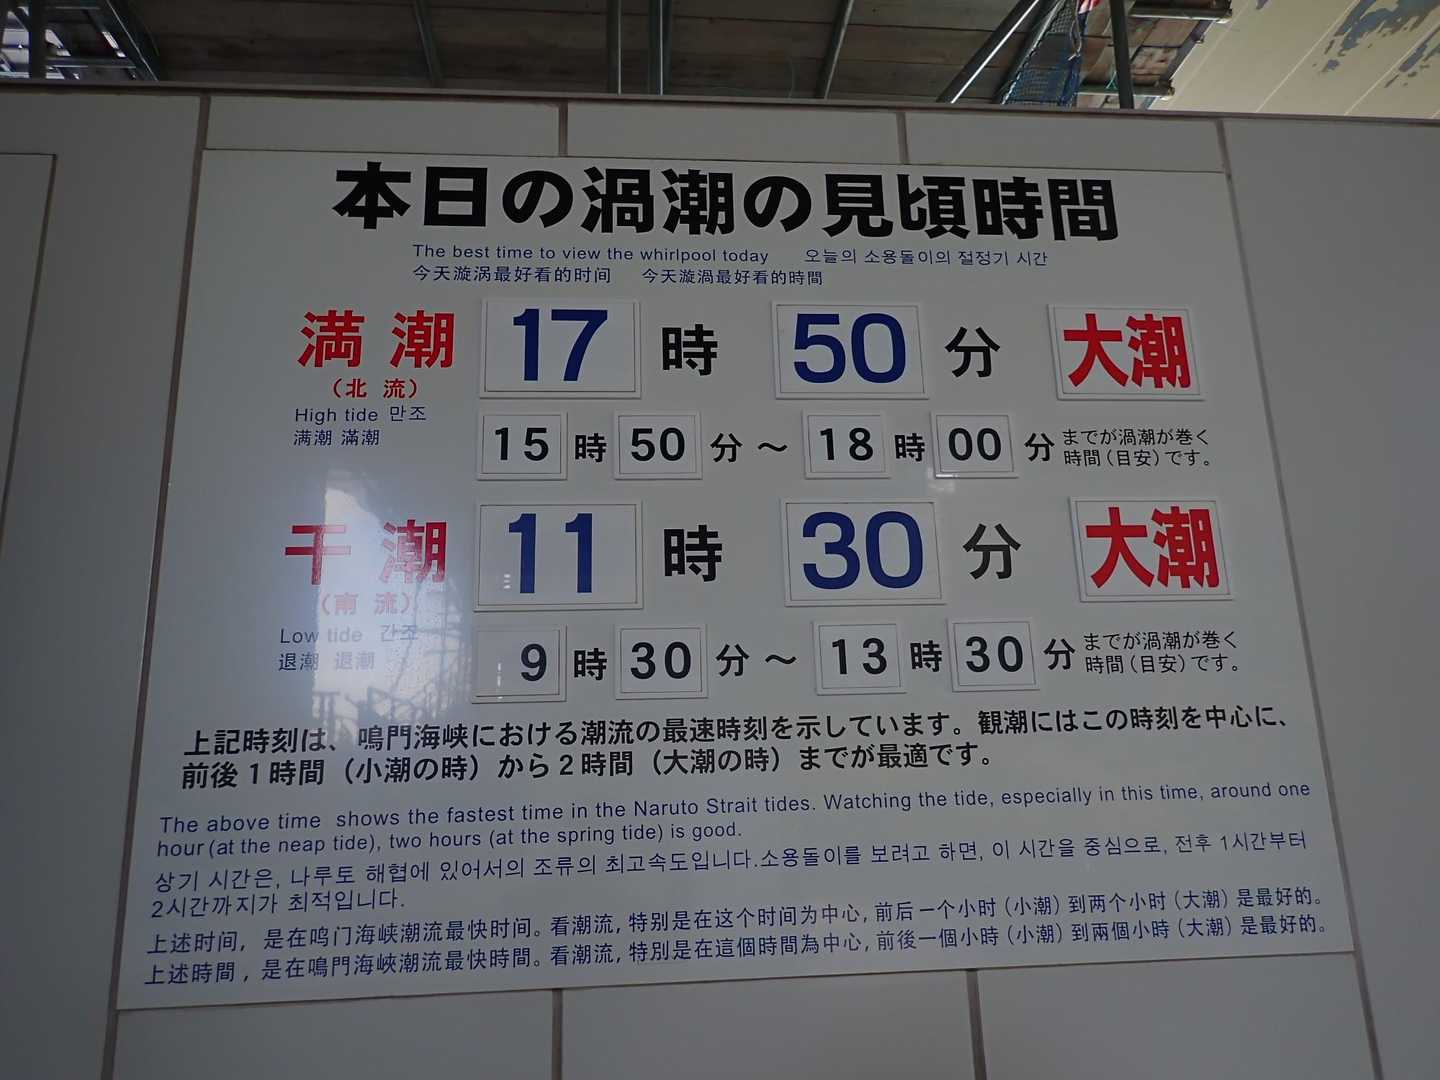 本日の渦潮の見頃時間
The best time to view the whirlpool today 오늘의 소용돌이의 절정기 시간
今天漩涡最好看的时间 今天漩渦最好看的時間
満潮 17 時 50 分 大潮
（北流）
High tide 만조
满潮 滿潮
15 時 50 分 ～ 18 時 00 分 までが渦潮が巻く
時間（目安）です。
干潮 11 時 30 分 大潮
（南流）
Low tide 간조
退潮 退潮
9 時 30 分 ～ 13 時 30 分 までが渦潮が巻く
時間（目安）です。
上記時刻は、鳴門海峡における潮流の最速時刻を示しています。観潮にはこの時刻を中心に、
前後１時間（小潮の時）から２時間（大潮の時）までが最適です。
The above time shows the fastest time in the Naruto Strait tides. Watching the tide, especially in this time, around one
hour (at the neap tide), two hours (at the spring tide) is good.
상기 시간은, 나루토 해협에 있어서의 조류의 최고속도입니다.소용돌이를 보려고 하면, 이 시간을 중심으로, 전후 1시간부터
2시간까지가 최적입니다.
上述时间，是在鸣门海峡潮流最快时间。看潮流，特别是在这个时间为中心，前后一个小时（小潮）到两个小时（大潮）是最好的。
上述時間，是在鳴門海峽潮流最快時間。看潮流，特別是在這個時間為中心，前後一個小時（小潮）到兩個小時（大潮）是最好的。